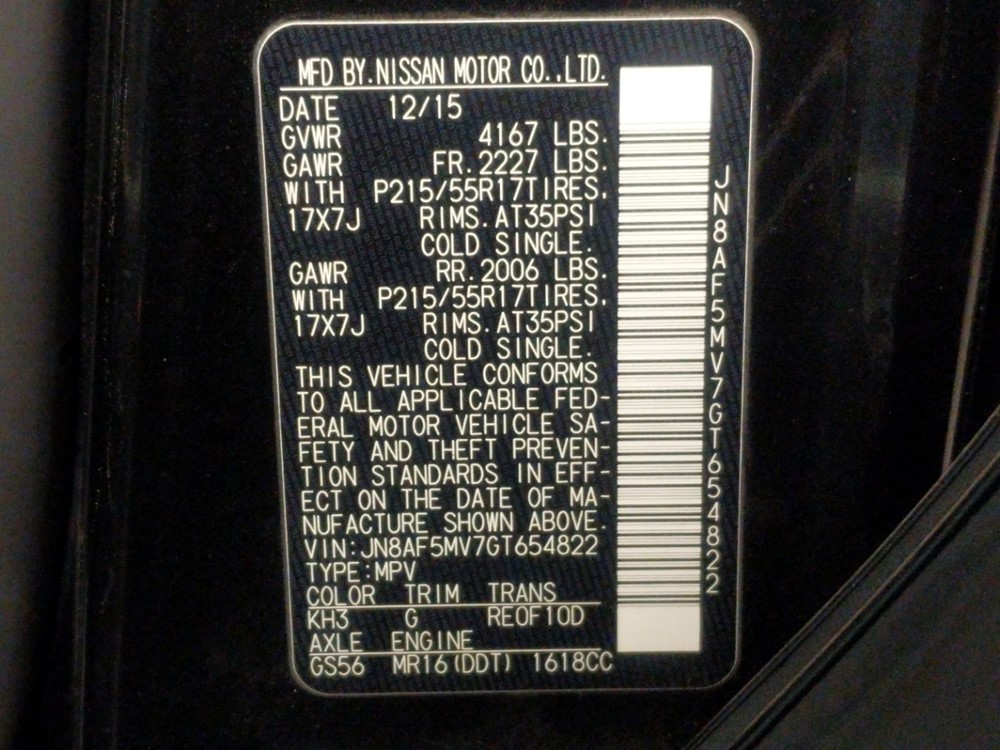 MFD BY.NISSAN MOTOR CO.,LTD.
DATE 12/15
GVWR 4167 LBS.
GAWR FR.2227 LBS.
WITH P215/55R17TIRES.
17X7J RIMS.AT35PSI
COLD SINGLE.
GAWR RR.2006 LBS.
WITH P215/55R17TIRES.
17X7J RIMS.AT35PSI
COLD SINGLE.
THIS VEHICLE CONFORMS
TO ALL APPLICABLE FED-
ERAL MOTOR VEHICLE SA-
FETY AND THEFT PREVEN-
TION STANDARDS IN EFF-
ECT ON THE DATE OF MA-
NUFACTURE SHOWN ABOVE.
VIN:JN8AF5MV7GT654822
TYPE:MPV
COLOR TRIM TRANS
KH3 G RE0F10D
AXLE ENGINE
GS56 MR16(DDT) 1618CC
JN8AF5MV7GT654822